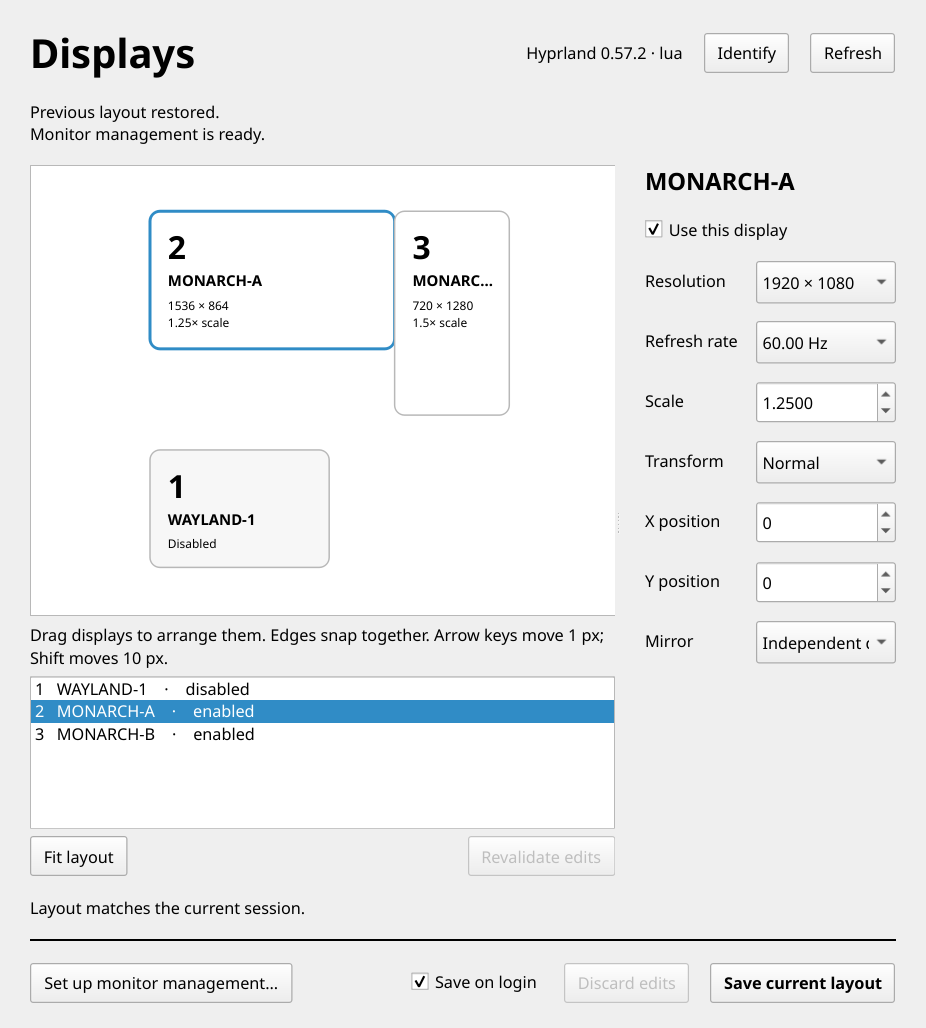 Displays
Hyprland 0.57.2 · lua
Identify
Refresh
Previous layout restored.
Monitor management is ready.
2
MONARCH-A
1536 × 864
1.25× scale
3
MONARC...
720 × 1280
1.5× scale
1
WAYLAND-1
Disabled
Drag displays to arrange them. Edges snap together. Arrow keys move 1 px;
Shift moves 10 px.
1 WAYLAND-1 · disabled
2 MONARCH-A · enabled
3 MONARCH-B · enabled
Fit layout
Revalidate edits
MONARCH-A
Use this display
Resolution 1920 × 1080
Refresh rate 60.00 Hz
Scale 1.2500
Transform Normal
X position 0
Y position 0
Mirror Independent
Layout matches the current session.
Set up monitor management...
Save on login
Discard edits
Save current layout